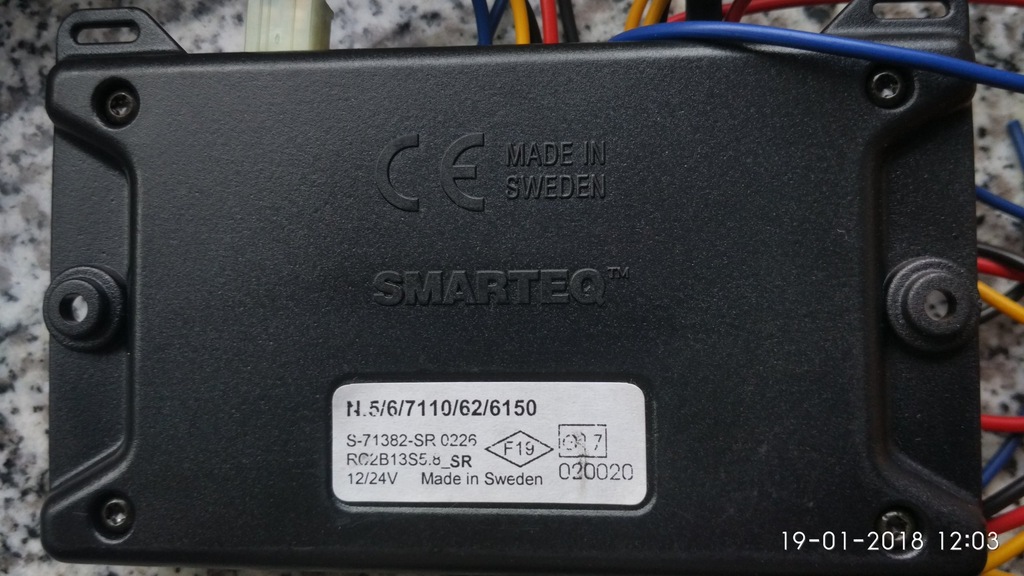 CE MADE IN
SWEDEN
SMARTEQ™
N.5/6/7110/62/6150
S-71382-SR 0226
RC2B13S5.8_SR
F19
12/24V Made in Sweden
020020
19-01-2018 12:03